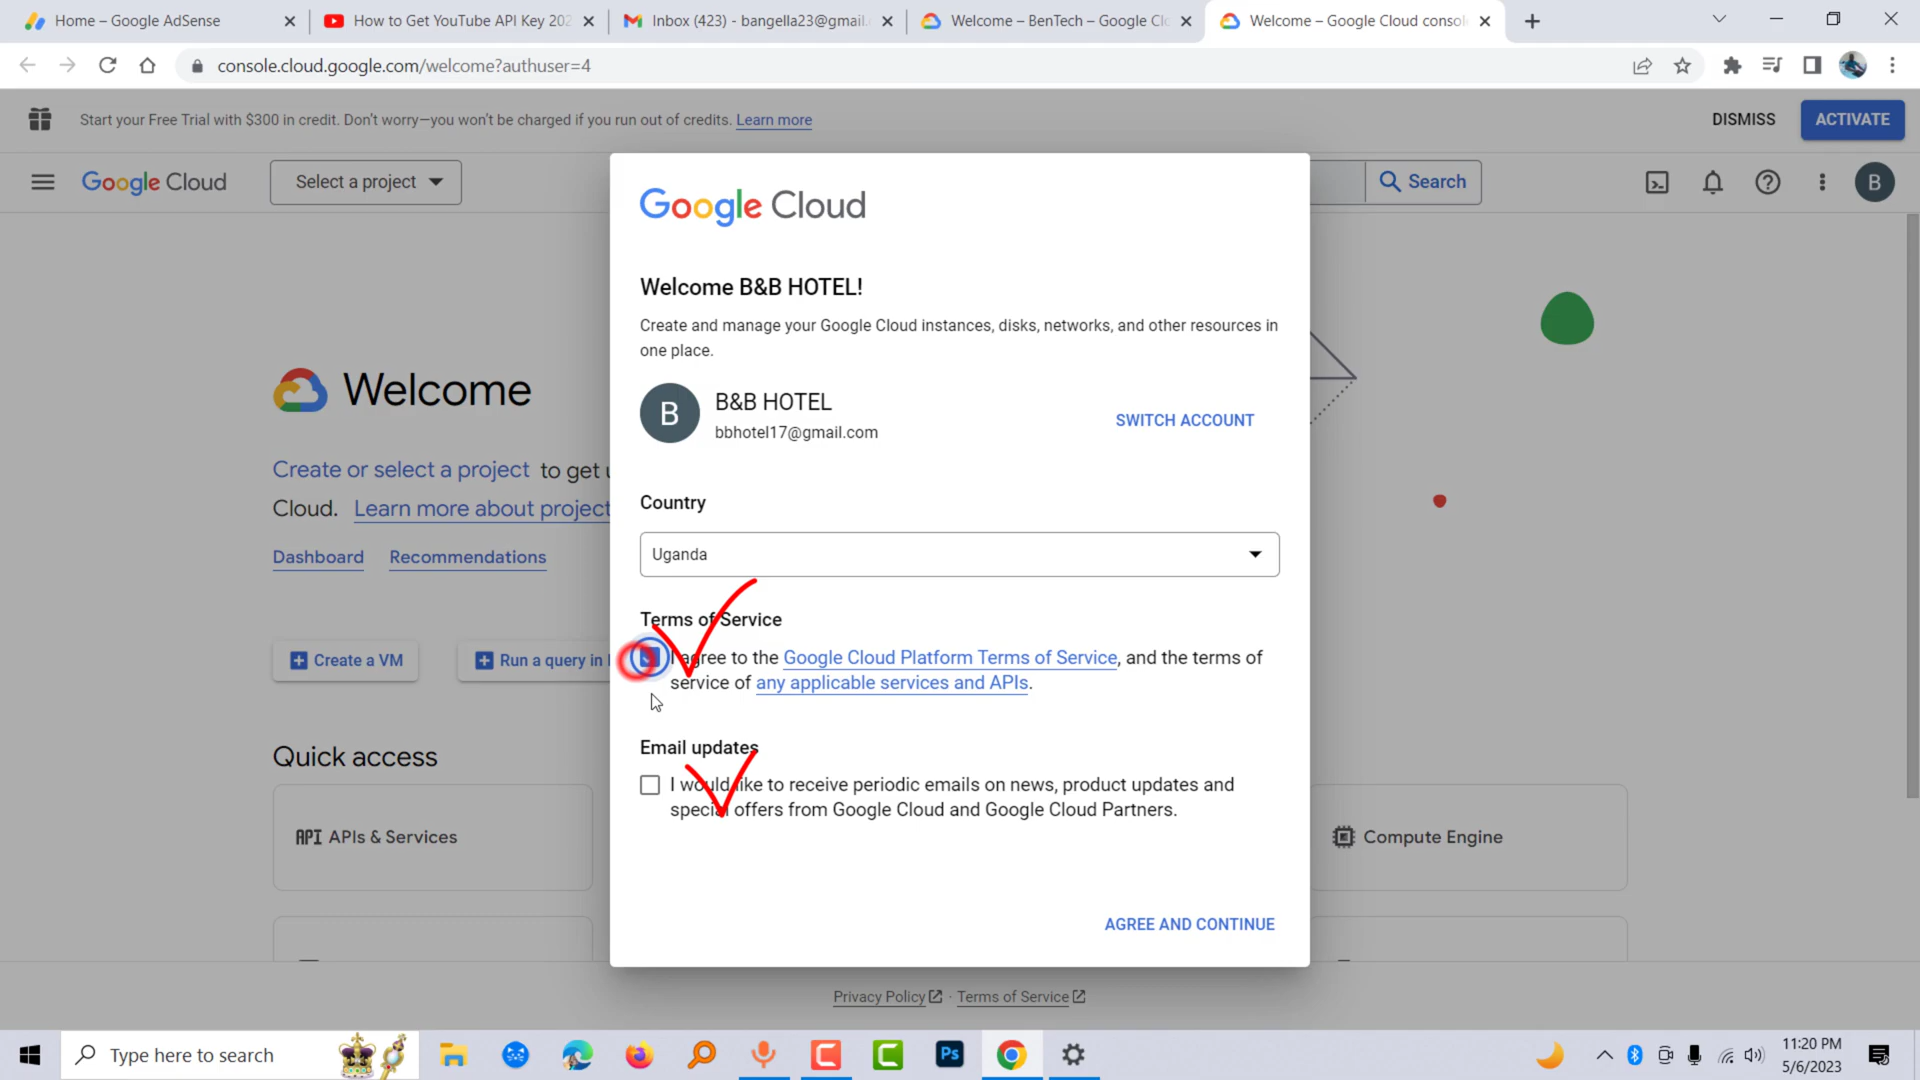 Home – Google AdSense
How to Get YouTube API Key 202
Inbox (423) - bangella23@gmail.
Welcome – BenTech – Google Clo
Welcome – Google Cloud consol
console.cloud.google.com/welcome?authuser=4
Start your Free Trial with $300 in credit. Don't worry—you won't be charged if you run out of credits. Learn more
DISMISS
ACTIVATE
Google Cloud
Select a project
Search
B
Google Cloud
Welcome B&B HOTEL!
Create and manage your Google Cloud instances, disks, networks, and other resources in
one place.
B
B&B HOTEL
bbhotel17@gmail.com
SWITCH ACCOUNT
Country
Uganda
Terms of Service
I agree to the Google Cloud Platform Terms of Service, and the terms of
service of any applicable services and APIs.
Email updates
I would like to receive periodic emails on news, product updates and
special offers from Google Cloud and Google Cloud Partners.
AGREE AND CONTINUE
Welcome
Create or select a project to get
Cloud. Learn more about project
Dashboard
Recommendations
Create a VM
Run a query in
Quick access
API APIs & Services
Compute Engine
Privacy Policy · Terms of Service
Type here to search
Ps
11:20 PM
5/6/2023